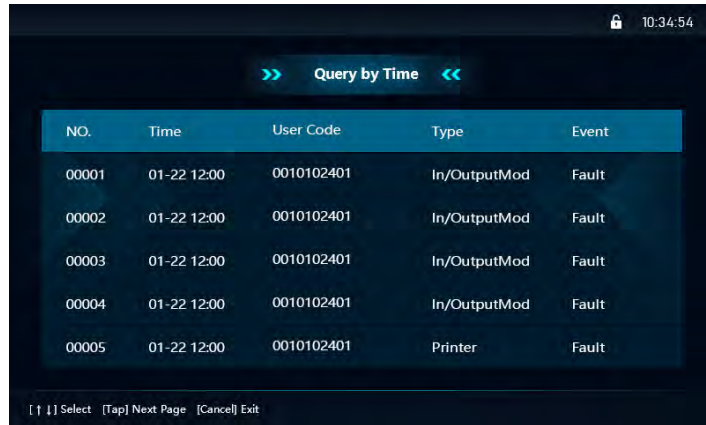 10:34:54
Query by Time
NO. Time User Code Type Event
00001 01-22 12:00 0010102401 In/OutputMod Fault
00002 01-22 12:00 0010102401 In/OutputMod Fault
00003 01-22 12:00 0010102401 In/OutputMod Fault
00004 01-22 12:00 0010102401 In/OutputMod Fault
00005 01-22 12:00 0010102401 Printer Fault
[↑↓] Select [Tap] Next Page [Cancel] Exit